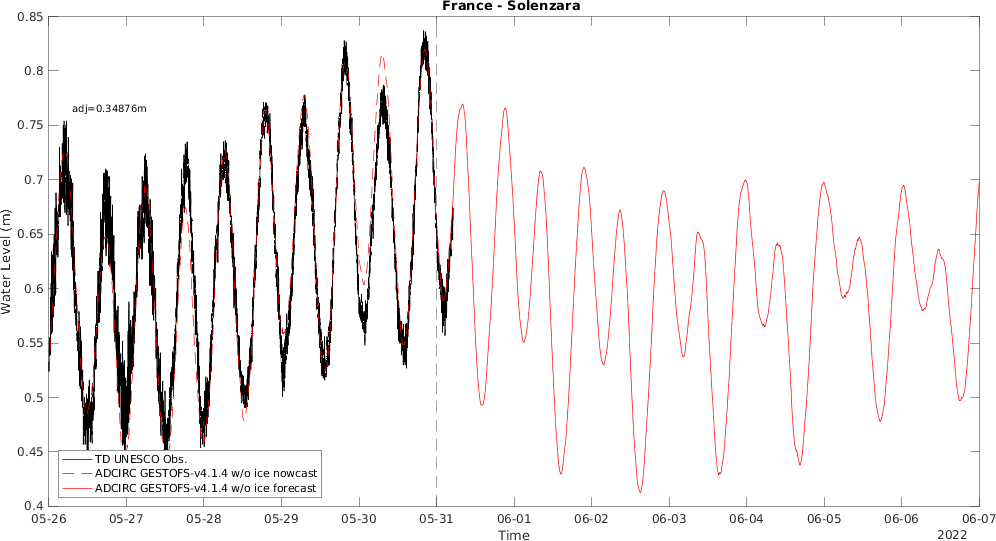 France - Solenzara
0.85
0.8
0.75
0.7
0.65
0.6
0.55
0.5
0.45
0.4
Water Level (m)
adj=0.34876m
TD UNESCO Obs.
ADCIRC GESTOFS-v4.1.4 w/o ice nowcast
ADCIRC GESTOFS-v4.1.4 w/o ice forecast
05-26 05-27 05-28 05-29 05-30 05-31 06-01 06-02 06-03 06-04 06-05 06-06 06-07
Time
2022